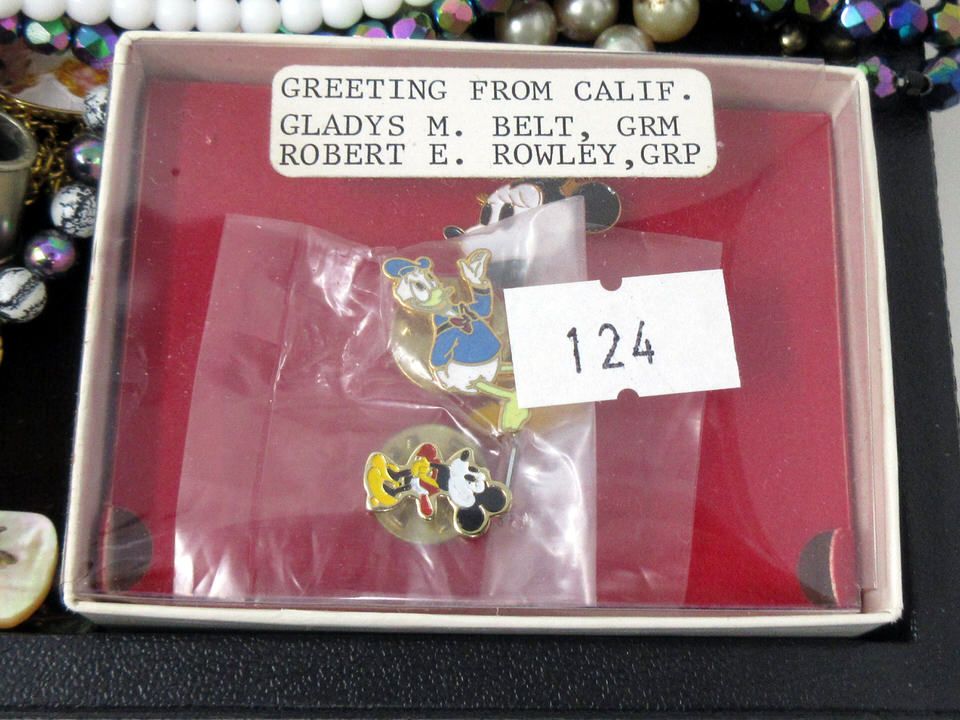 GREETING FROM CALIF.
GLADYS M. BELT, GRM
ROBERT E. ROWLEY,GRP
124